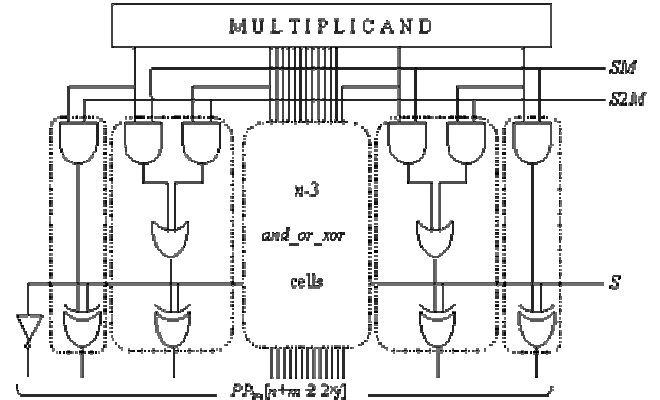 MULTIPLICAND
SM
S2M
n-3
and_or_xor
cells
S